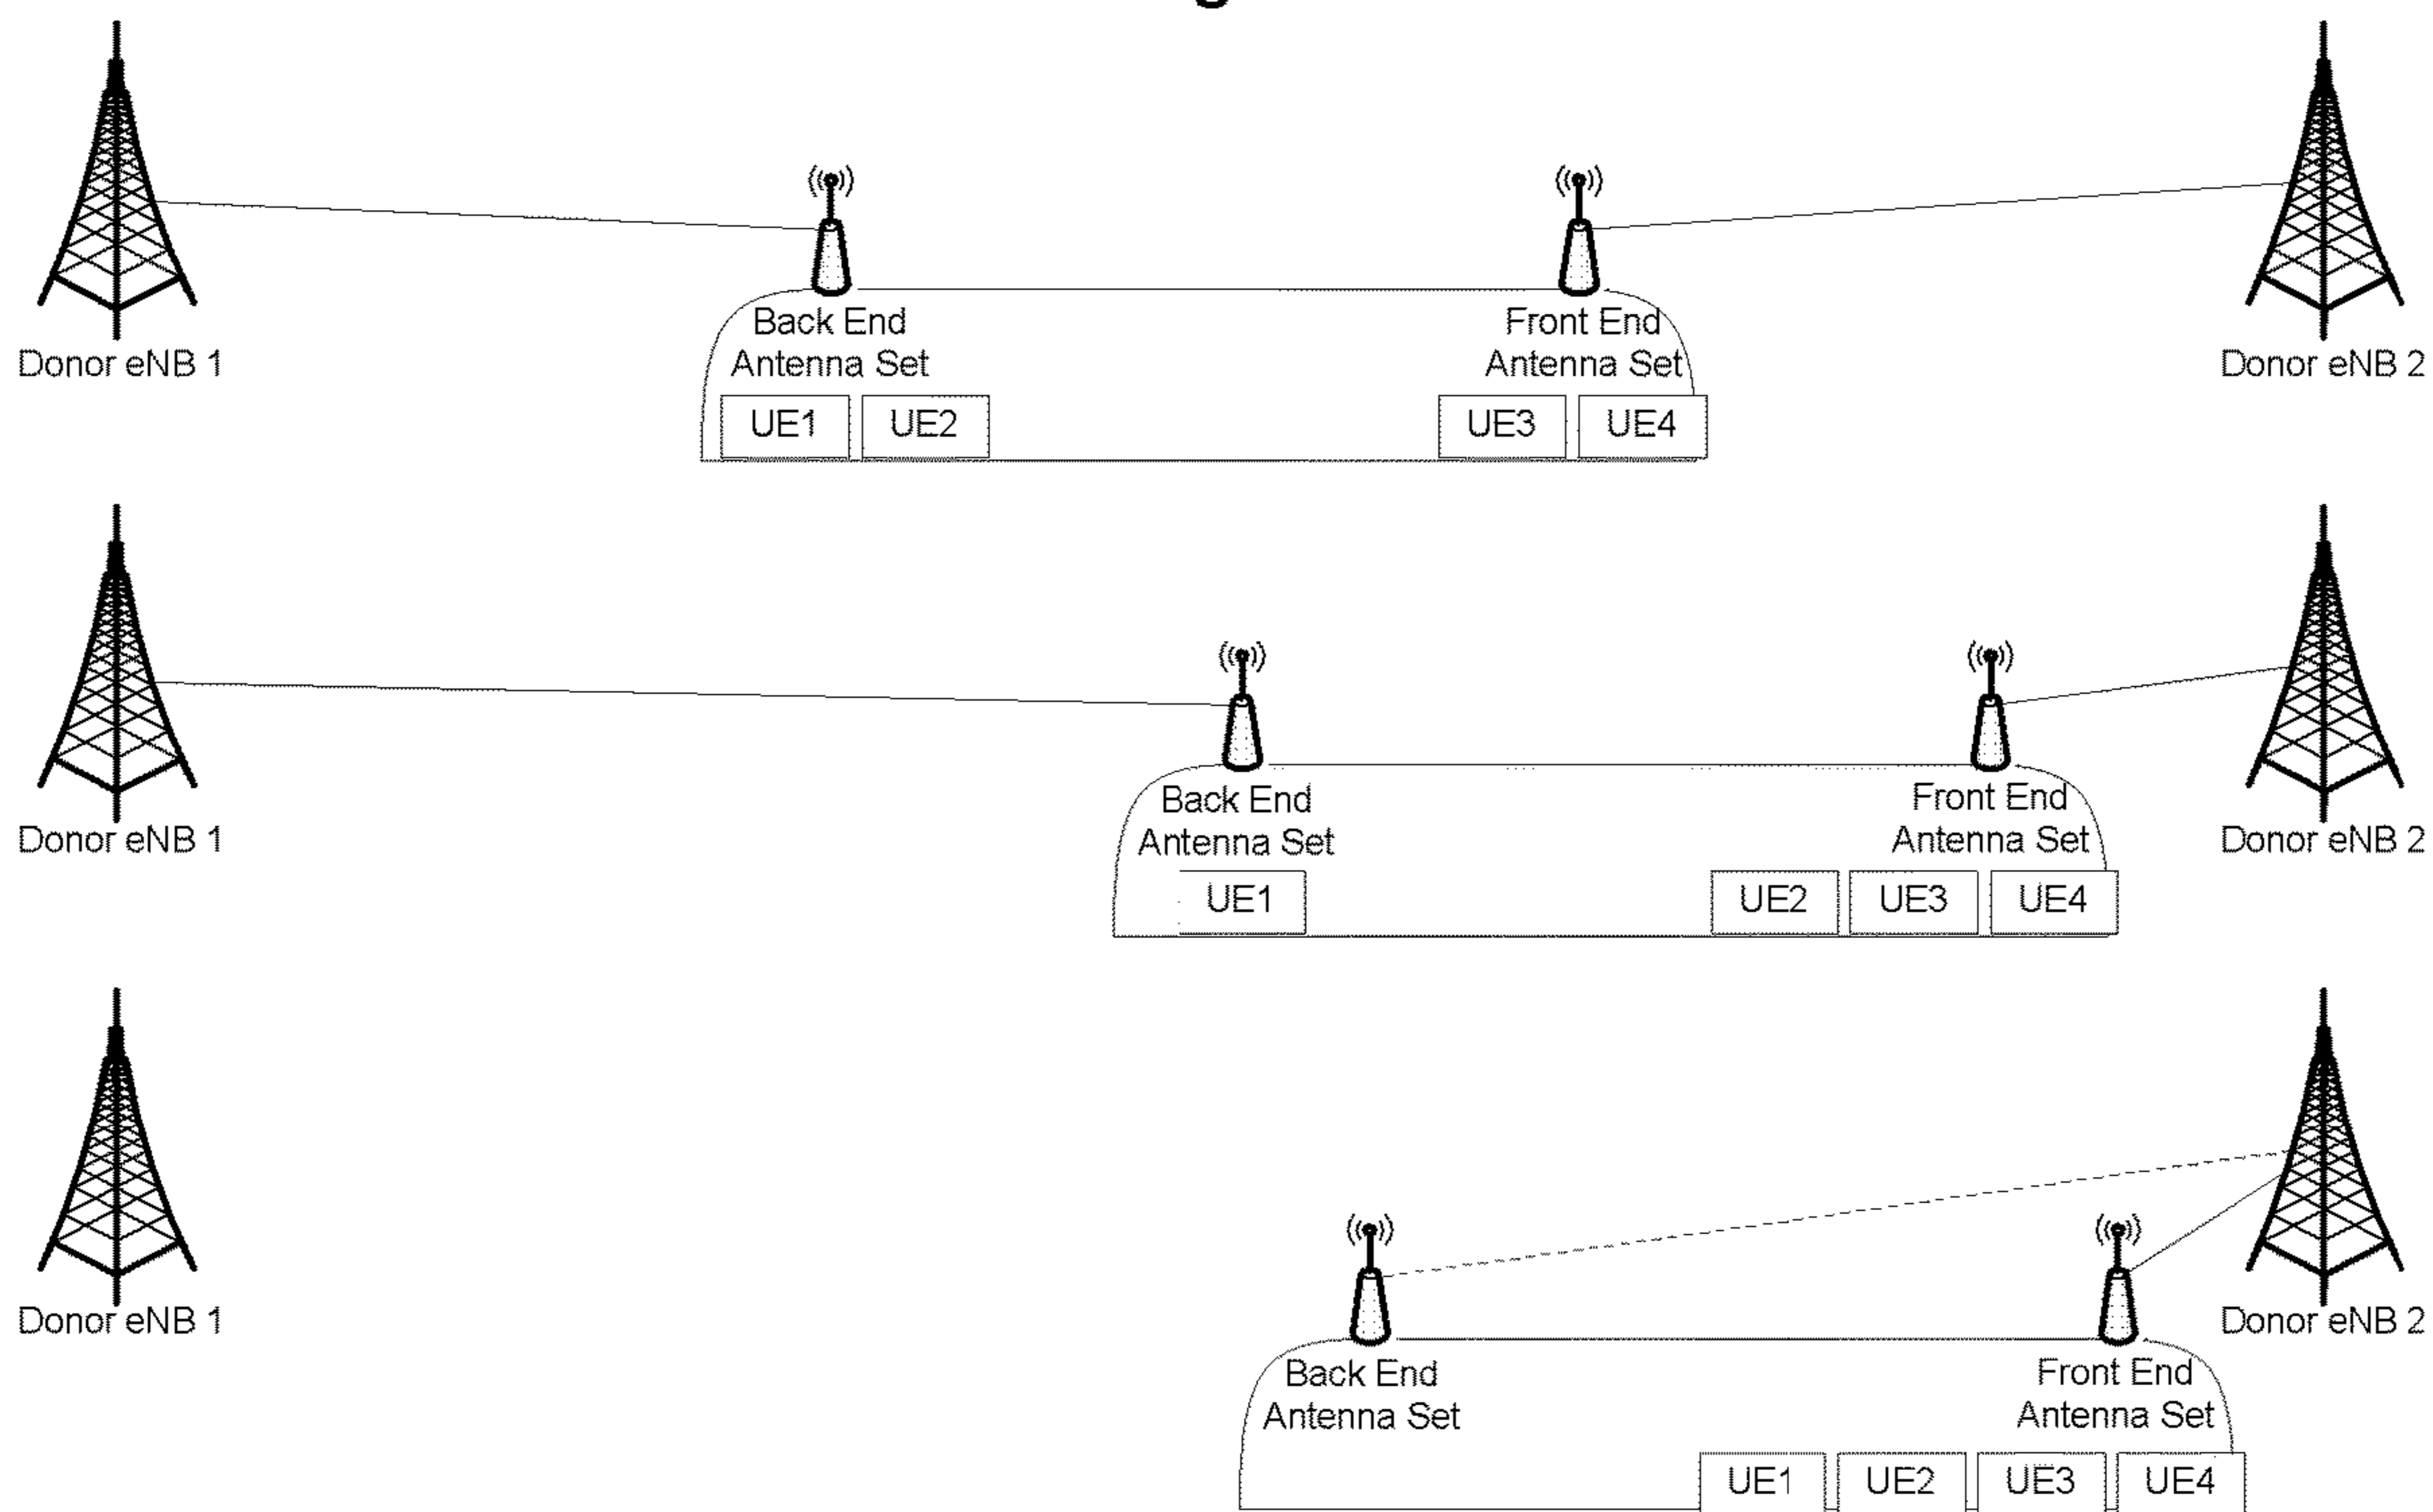 Back End
Front End
Antenna Set
Antenna Set
Donor eNB 1
Donor eNB 2
UE1
UE2
UE3
UE4
Back End
Front End
Antenna Set
Antenna Set
Donor eNB 1
Donor eNB 2
UE1
UE2
UE3
UE4
Donor eNB 1
Donor eNB 2
Back End
Front End
Antenna Set
Antenna Set
UE1
UE2
UE3
UE4